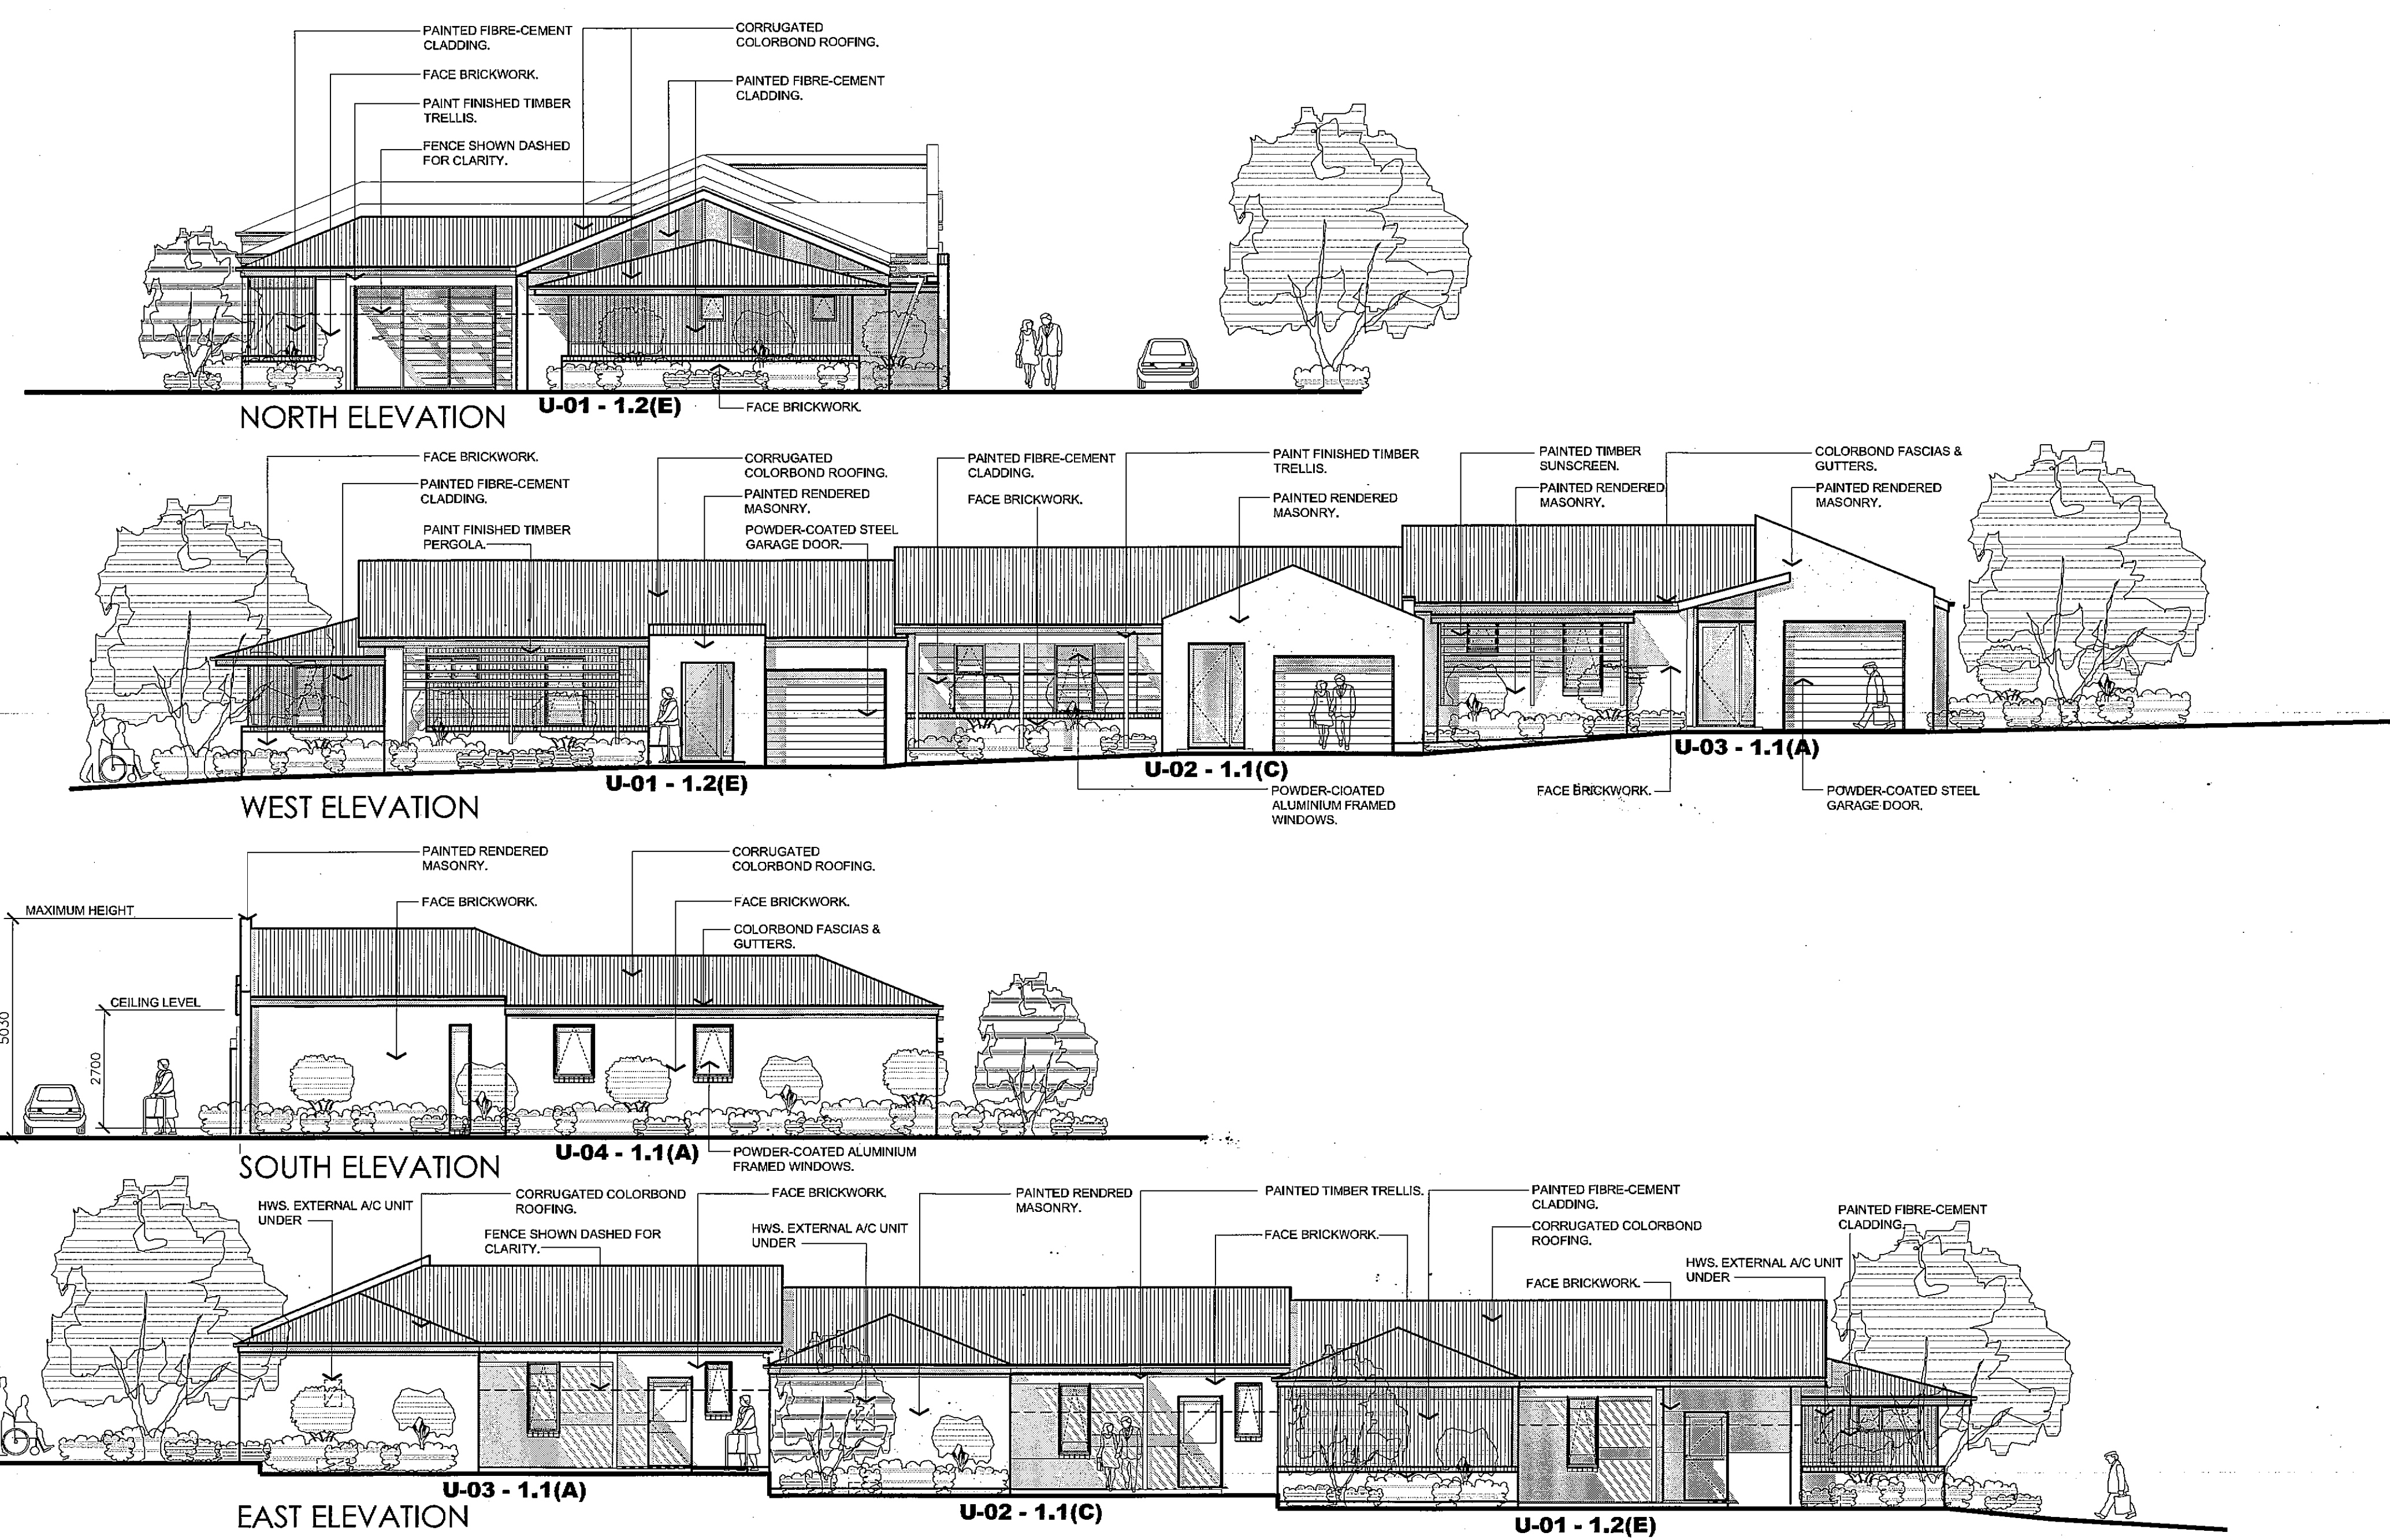 PAINTED FIBRE-CEMENT
CLADDING.
FACE BRICKWORK.
PAINT FINISHED TIMBER
TRELLIS.
FENCE SHOWN DASHED
FOR CLARITY.
CORRUGATED
COLORBOND ROOFING.
PAINTED FIBRE-CEMENT
CLADDING.
NORTH ELEVATION
U-01 - 1.2(E)
FACE BRICKWORK.
FACE BRICKWORK.
PAINTED FIBRE-CEMENT
CLADDING.
PAINT FINISHED TIMBER
PERGOLA.
CORRUGATED
COLORBOND ROOFING.
PAINTED RENDERED
MASONRY.
POWDER-COATED STEEL
GARAGE DOOR.
PAINTED FIBRE-CEMENT
CLADDING.
FACE BRICKWORK.
PAINT FINISHED TIMBER
TRELLIS.
PAINTED RENDERED
MASONRY.
PAINTED TIMBER
SUNSCREEN.
PAINTED RENDERED
MASONRY.
COLORBOND FASCIAS &
GUTTERS.
PAINTED RENDERED
MASONRY.
WEST ELEVATION
U-01 - 1.2(E)
U-02 - 1.1(C)
POWDER-CIOATED
ALUMINIUM FRAMED
WINDOWS.
U-03 - 1.1(A)
FACE BRICKWORK.
POWDER-COATED STEEL
GARAGE DOOR.
PAINTED RENDERED
MASONRY.
FACE BRICKWORK.
CORRUGATED
COLORBOND ROOFING.
FACE BRICKWORK.
COLORBOND FASCIAS &
GUTTERS.
MAXIMUM HEIGHT
CEILING LEVEL
5030
2700
SOUTH ELEVATION
U-04 - 1.1(A)
POWDER-COATED ALUMINIUM
FRAMED WINDOWS.
HWS. EXTERNAL A/C UNIT
UNDER
CORRUGATED COLORBOND
ROOFING.
FENCE SHOWN DASHED FOR
CLARITY.
FACE BRICKWORK.
HWS. EXTERNAL A/C UNIT
UNDER
PAINTED RENDRED
MASONRY.
PAINTED TIMBER TRELLIS.
FACE BRICKWORK.
PAINTED FIBRE-CEMENT
CLADDING.
CORRUGATED COLORBOND
ROOFING.
FACE BRICKWORK.
HWS. EXTERNAL A/C UNIT
UNDER
PAINTED FIBRE-CEMENT
CLADDING.
EAST ELEVATION
U-03 - 1.1(A)
U-02 - 1.1(C)
U-01 - 1.2(E)